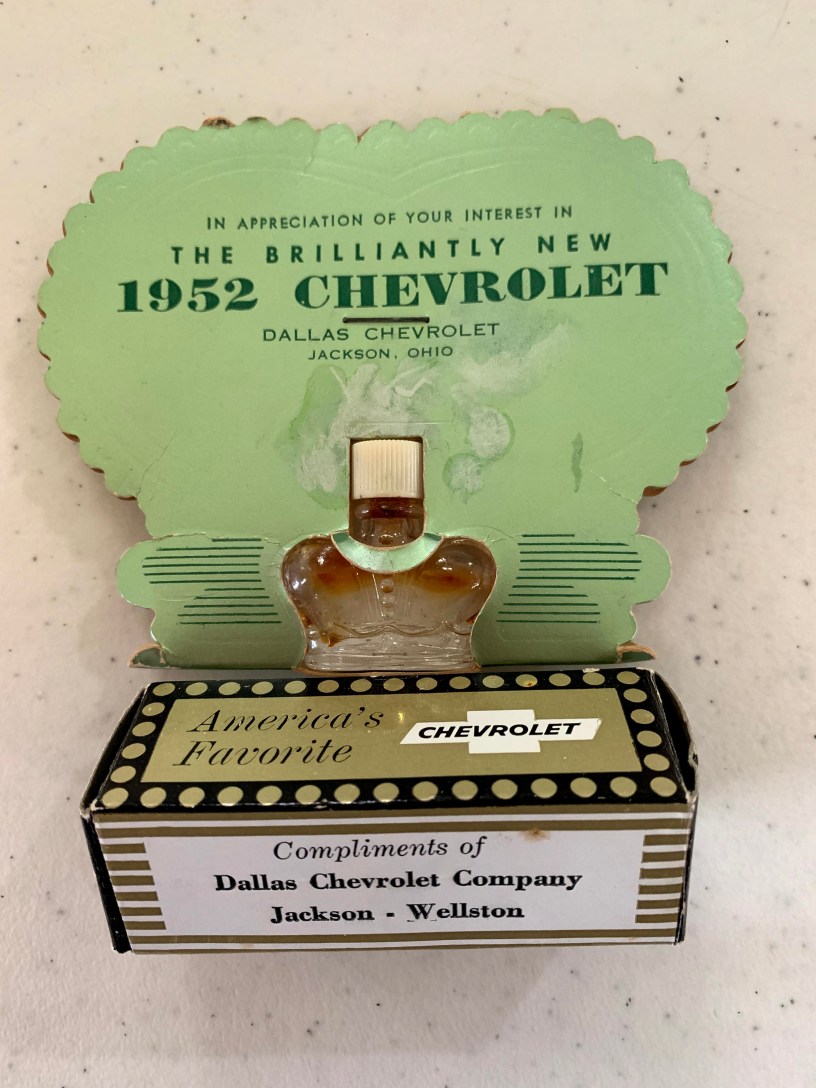 IN APPRECIATION OF YOUR INTEREST IN
THE BRILLIANTLY NEW
1952 CHEVROLET
DALLAS CHEVROLET
JACKSON, OHIO
America's
Favorite
CHEVROLET
Compliments of
Dallas Chevrolet Company
Jackson - Wellston